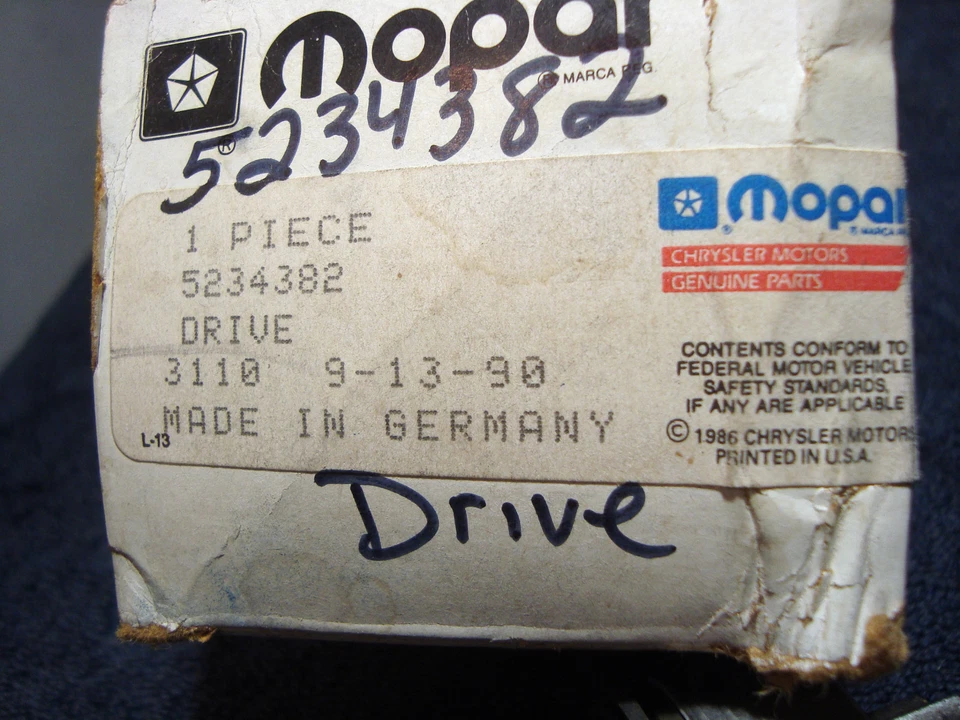 mopar
® MARCA REG.
®
5234382
1 PIECE
5234382
DRIVE
3110 9-13-90
MADE IN GERMANY
L-13
mopar
® ® MARCA
CHRYSLER MOTORS
GENUINE PARTS
CONTENTS CONFORM TO
FEDERAL MOTOR VEHICLE
SAFETY STANDARDS,
IF ANY ARE APPLICABLE
© 1986 CHRYSLER MOTORS
PRINTED IN U.S.A.
Drive